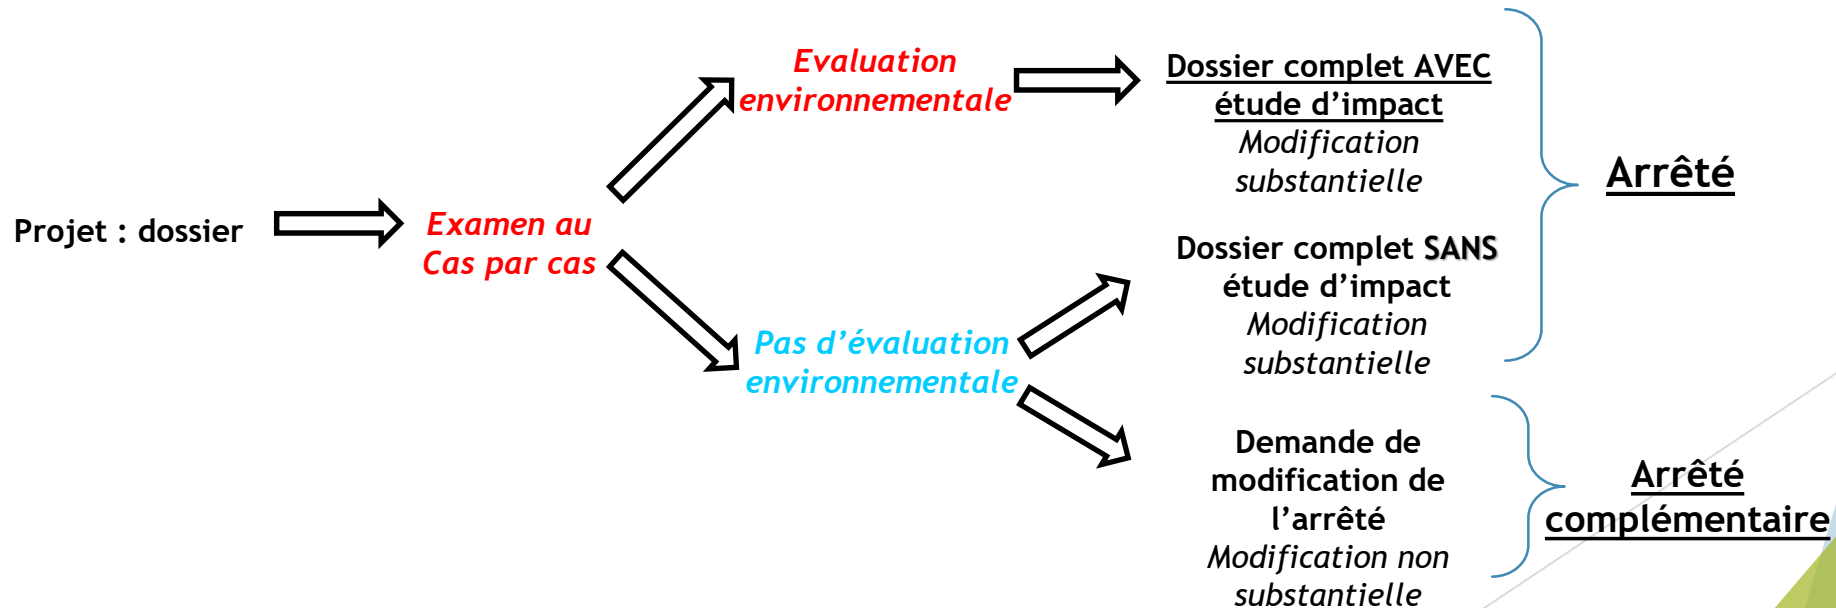 Projet : dossier
Examen au
Cas par cas
Evaluation
environnementale
Pas d’évaluation
environnementale
Dossier complet AVEC
étude d’impact
Modification
substantielle
Dossier complet SANS
étude d’impact
Modification
substantielle
Demande de
modification de
l’arrêté
Modification non
substantielle
Arrêté
Arrêté
complémentaire